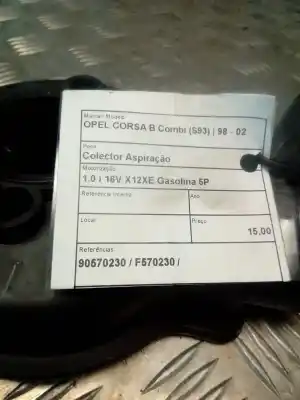 Marca / Modelo
OPEL CORSA B Combi (S93) | 98 - 02
Peça
Colector Aspiração
Motorização
1.0 i 16V X12XE Gasolina 5P
Referência Interna
Ano
Local
Preço
15,00
Referências
90570230 / F570230 /